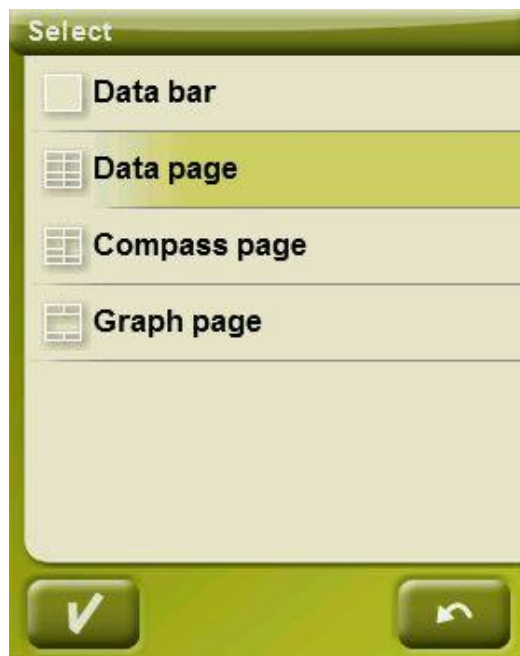 Select
Data bar
Data page
Compass page
Graph page